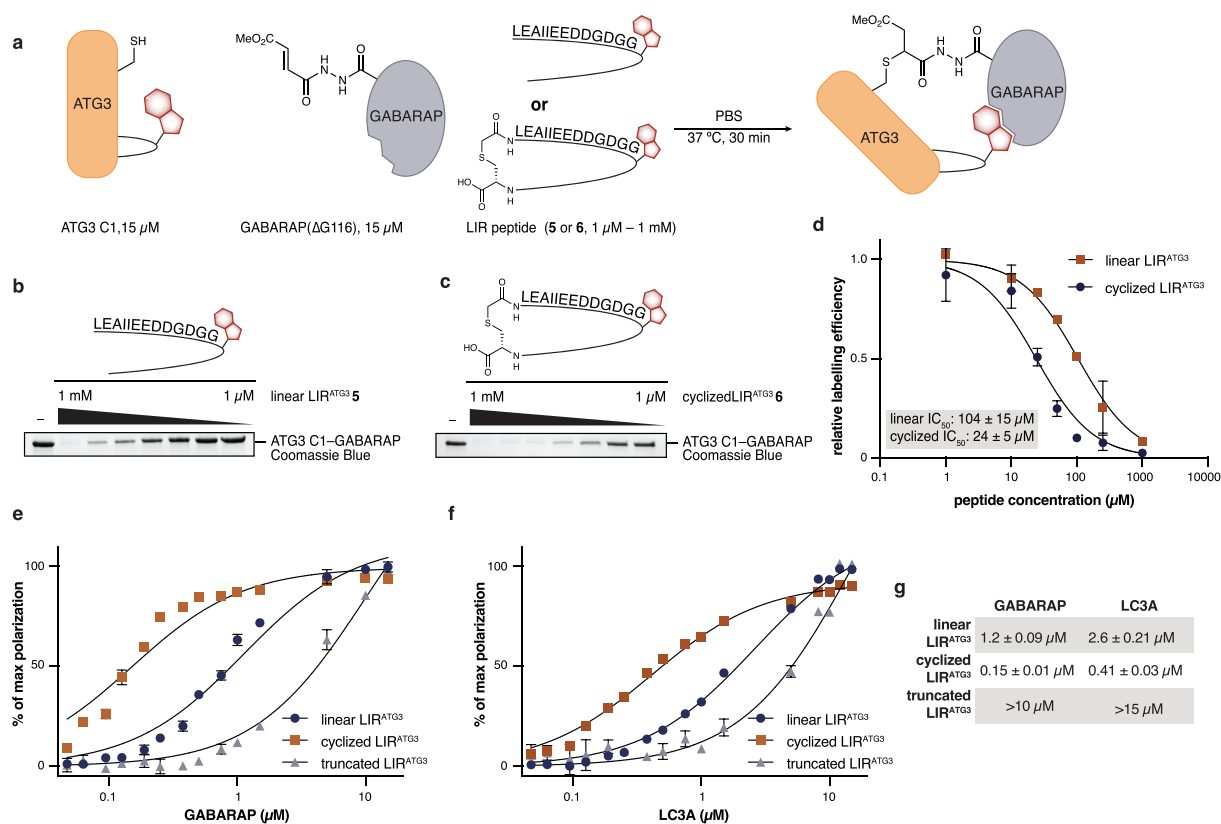 a
MeO₂C
SH
ATG3
O
N
H
H
N
O
GABARAP
LEAIIEEDDGDGG
or
O
N
H
LEAIIEEDDGDGG
S
HO
O
N
H
PBS
37 ºC, 30 min
MeO₂C
O
S
H
N
N
H
O
GABARAP
ATG3
ATG3 C1,15 µM
GABARAP(ΔG116), 15 µM
LIR peptide (5 or 6, 1 µM – 1 mM)
b
LEAIIEEDDGDGG
1 mM
1 µM
linear LIRᴬᵀᴳ³ 5
–
ATG3 C1–GABARAP
Coomassie Blue
c
O
N
H
LEAIIEEDDGDGG
S
HO
O
N
H
1 mM
1 µM
cyclizedLIRᴬᵀᴳ³ 6
–
ATG3 C1–GABARAP
Coomassie Blue
d
relative labelling efficiency
1.0
0.5
0
linear LIRᴬᵀᴳ³
cyclized LIRᴬᵀᴳ³
linear IC₅₀: 104 ± 15 µM
cyclized IC₅₀: 24 ± 5 µM
0.1 1 10 100 1000 10000
peptide concentration (µM)
e
% of max polarization
100
50
0
linear LIRᴬᵀᴳ³
cyclized LIRᴬᵀᴳ³
truncated LIRᴬᵀᴳ³
0.1 1 10
GABARAP (µM)
f
% of max polarization
100
50
0
linear LIRᴬᵀᴳ³
cyclized LIRᴬᵀᴳ³
truncated LIRᴬᵀᴳ³
0.1 1 10
LC3A (µM)
g
GABARAP LC3A
linear LIRᴬᵀᴳ³ 1.2 ± 0.09 µM 2.6 ± 0.21 µM
cyclized LIRᴬᵀᴳ³ 0.15 ± 0.01 µM 0.41 ± 0.03 µM
truncated LIRᴬᵀᴳ³ >10 µM >15 µM